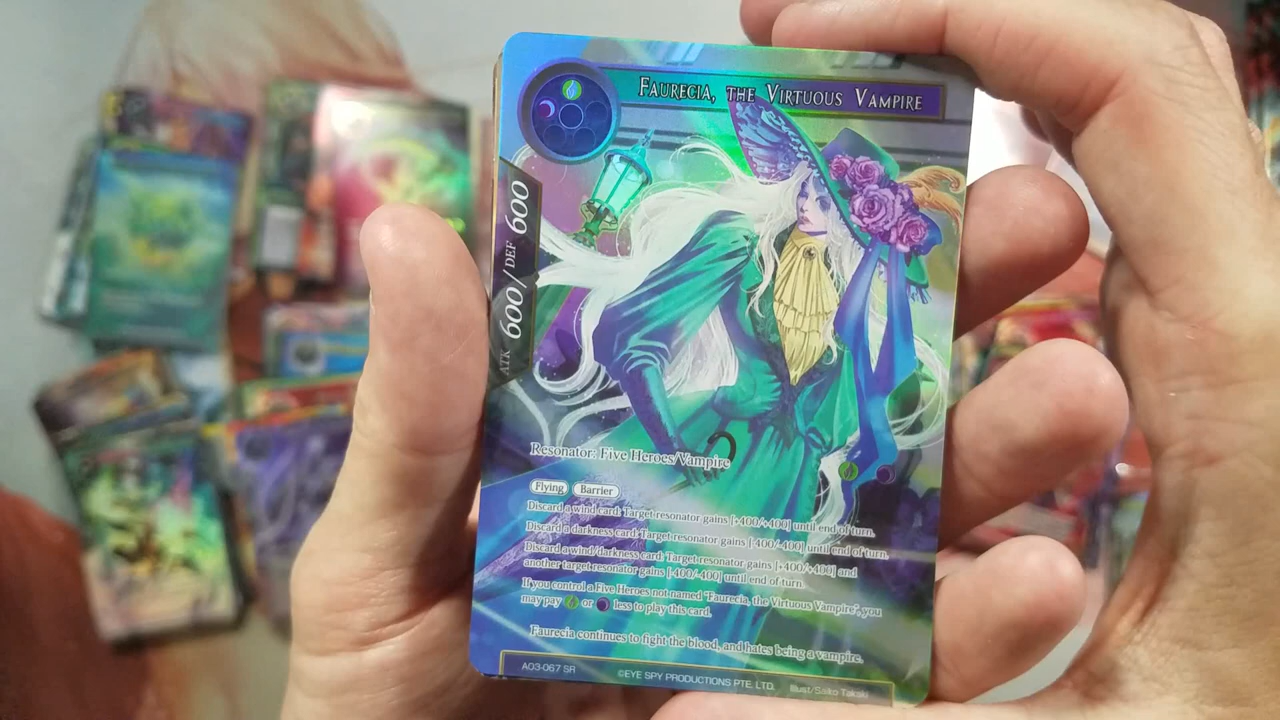 FAURECIA, THE VIRTUOUS VAMPIRE
ATK 600/DEF 600
Resonator: Five Heroes/Vampire
Flying Barrier
Discard a wind card: Target resonator gains [+400/+400] until end of turn.
Discard a darkness card: Target resonator gains [-400/-400] until end of turn.
Discard a wind/darkness card: Target resonator gains [+400/+400] and
another target resonator gains [-400/-400] until end of turn.
If you control a Five Heroes not named "Faurecia, the Virtuous Vampire", you
may pay or less to play this card.
Faurecia continues to fight the blood, and hates being a vampire.
A03-067 SR ©EYE SPY PRODUCTIONS PTE. LTD. Illust/Saiko Takaki